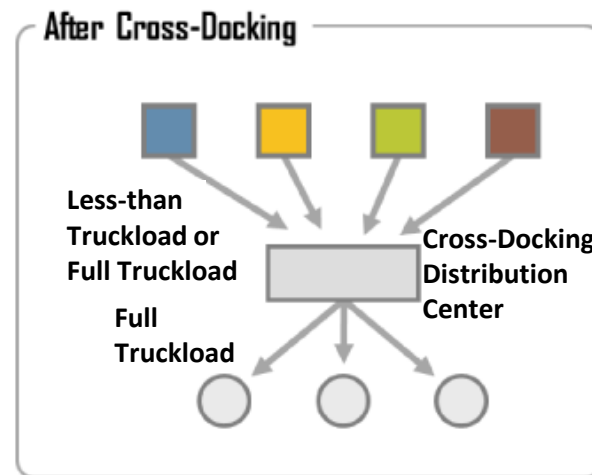 After Cross-Docking
Less-than
Truckload or
Full Truckload
Cross-Docking
Distribution
Center
Full
Truckload